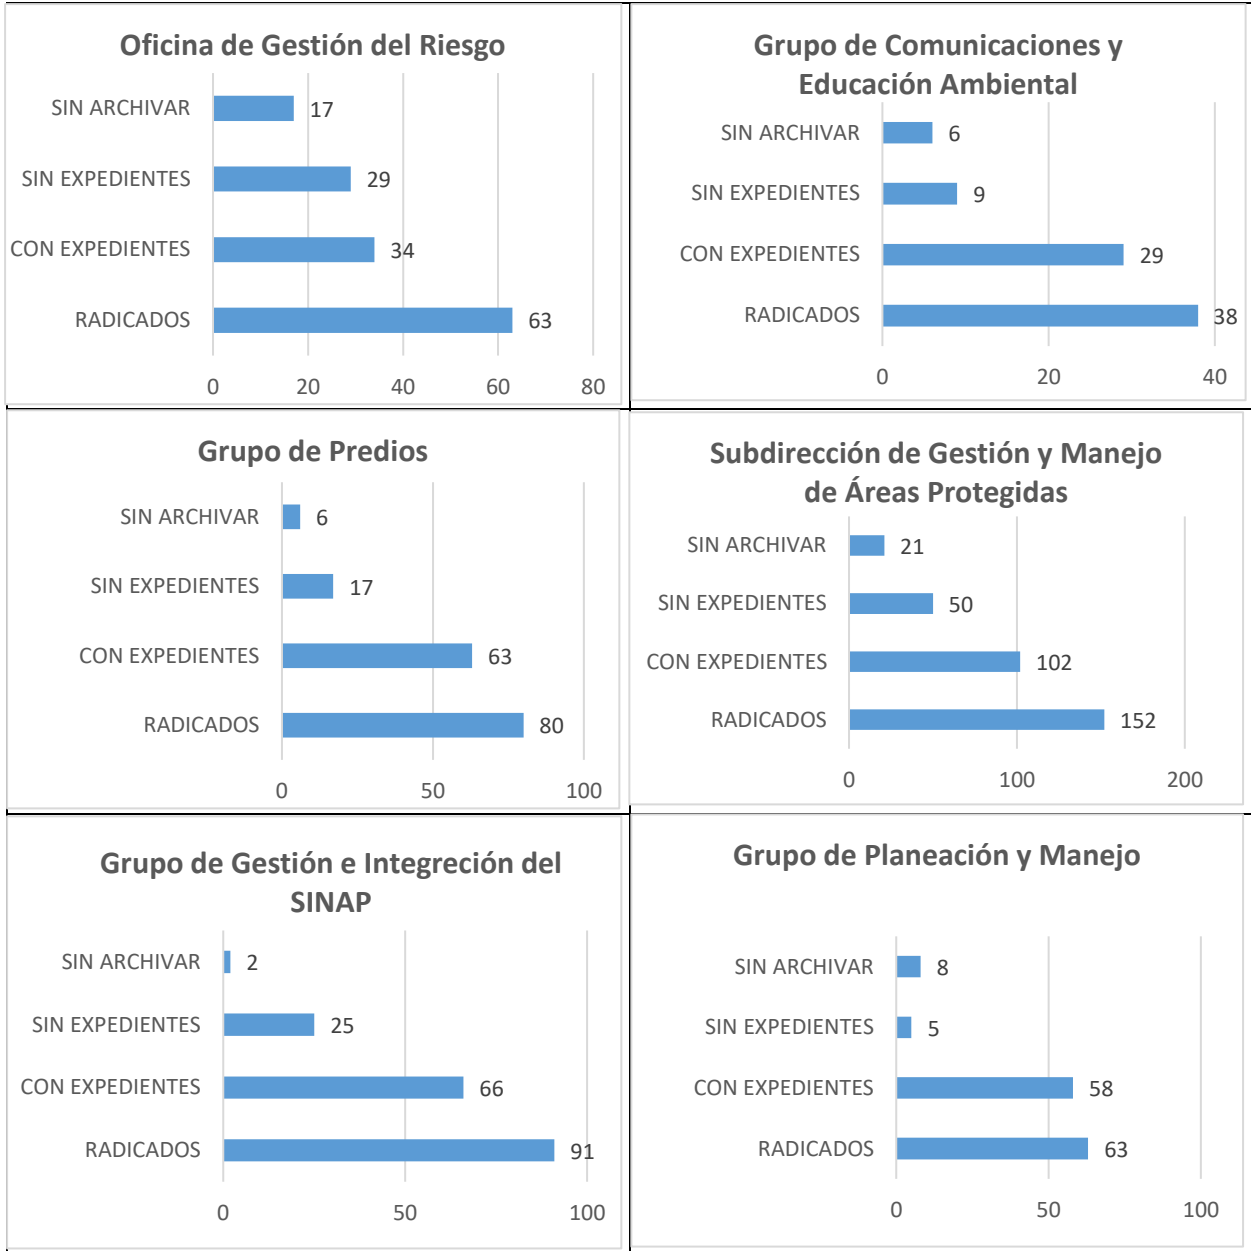 Oficina de Gestión del Riesgo
SIN ARCHIVAR 17
SIN EXPEDIENTES 29
CON EXPEDIENTES 34
RADICADOS 63
0 20 40 60 80
Grupo de Comunicaciones y
Educación Ambiental
SIN ARCHIVAR 6
SIN EXPEDIENTES 9
CON EXPEDIENTES 29
RADICADOS 38
0 20 40
Grupo de Predios
SIN ARCHIVAR 6
SIN EXPEDIENTES 17
CON EXPEDIENTES 63
RADICADOS 80
0 50 100
Subdirección de Gestión y Manejo
de Áreas Protegidas
SIN ARCHIVAR 21
SIN EXPEDIENTES 50
CON EXPEDIENTES 102
RADICADOS 152
0 100 200
Grupo de Gestión e Integreción del
SINAP
SIN ARCHIVAR 2
SIN EXPEDIENTES 25
CON EXPEDIENTES 66
RADICADOS 91
0 50 100
Grupo de Planeación y Manejo
SIN ARCHIVAR 8
SIN EXPEDIENTES 5
CON EXPEDIENTES 58
RADICADOS 63
0 50 100